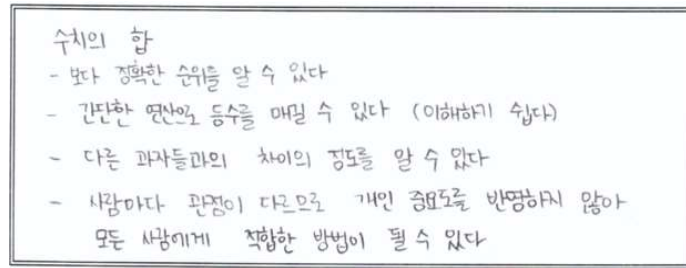 수치의 합
- 보다 정확한 순위를 알 수 있다
- 간단한 연산으로 등수를 매길 수 있다 (이해하기 쉽다)
- 다른 과자들과의 차이의 정도를 알 수 있다
- 사람마다 관점이 다르므로 개인 중요도를 반영하지 않아
모든 사람에게 적합한 방법이 될 수 있다